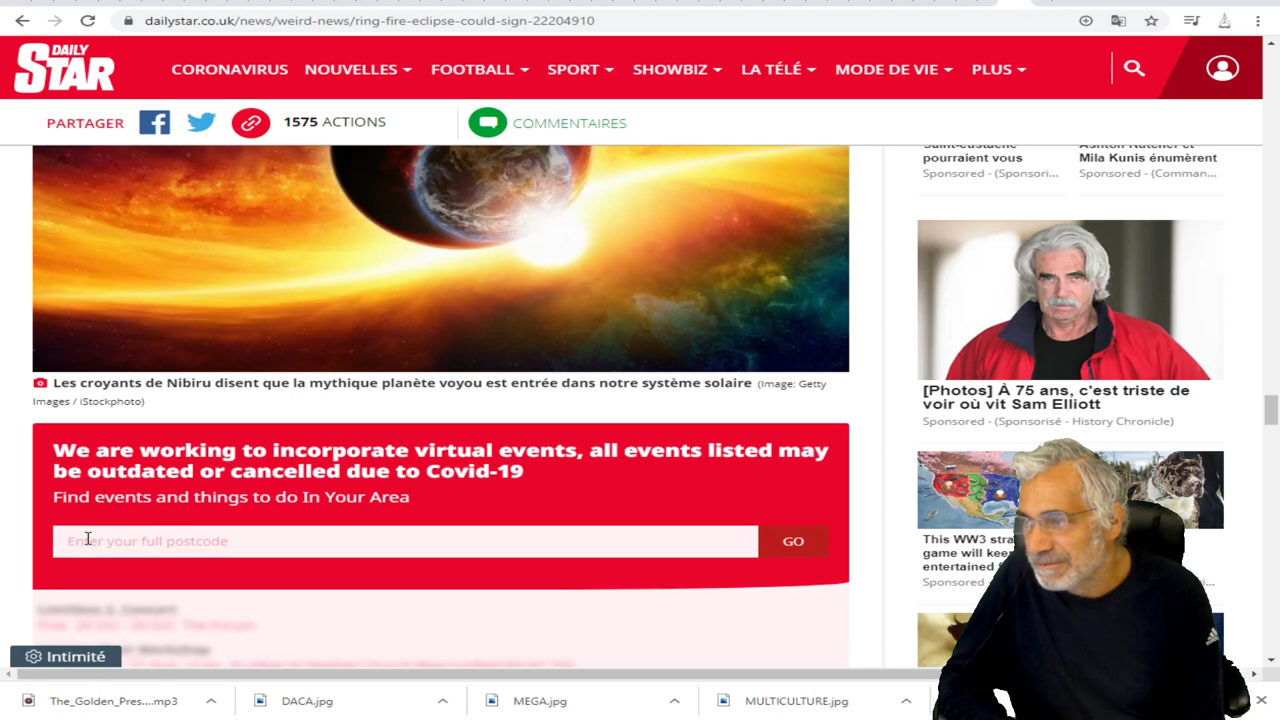 dailystar.co.uk/news/weird-news/ring-fire-eclipse-could-sign-22204910
DAILY STAR
CORONAVIRUS NOUVELLES FOOTBALL SPORT SHOWBIZ LA TÉLÉ MODE DE VIE PLUS
PARTAGER 1575 ACTIONS COMMENTAIRES
pourraient vous
Sponsored - (Sponsori...
Ashton Kutcher et
Mila Kunis énumèrent
Sponsored - (Comman...
Les croyants de Nibiru disent que la mythique planète voyou est entrée dans notre système solaire (Image: Getty
Images / iStockphoto)
[Photos] À 75 ans, c'est triste de
voir où vit Sam Elliott
Sponsored - (Sponsorisé - History Chronicle)
We are working to incorporate virtual events, all events listed may
be outdated or cancelled due to Covid-19
Find events and things to do In Your Area
Enter your full postcode
GO
This WW3 stra
game will kee
entertained f
Sponsored
Intimité
The_Golden_Pres....mp3
DACA.jpg
MEGA.jpg
MULTICULTURE.jpg